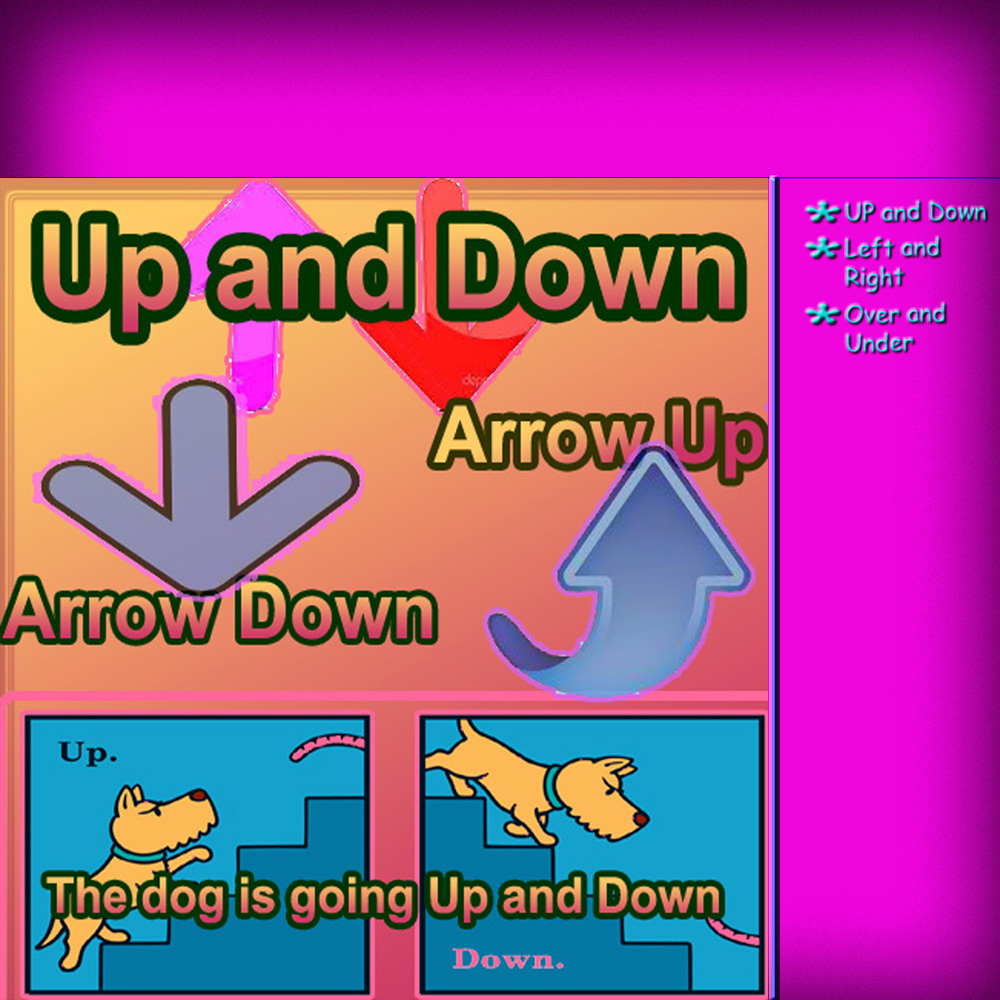 Up and Down
Arrow Up
Arrow Down
Up.
The dog is going Up and Down
Down.
UP and Down
Left and
Right
Over and
Under